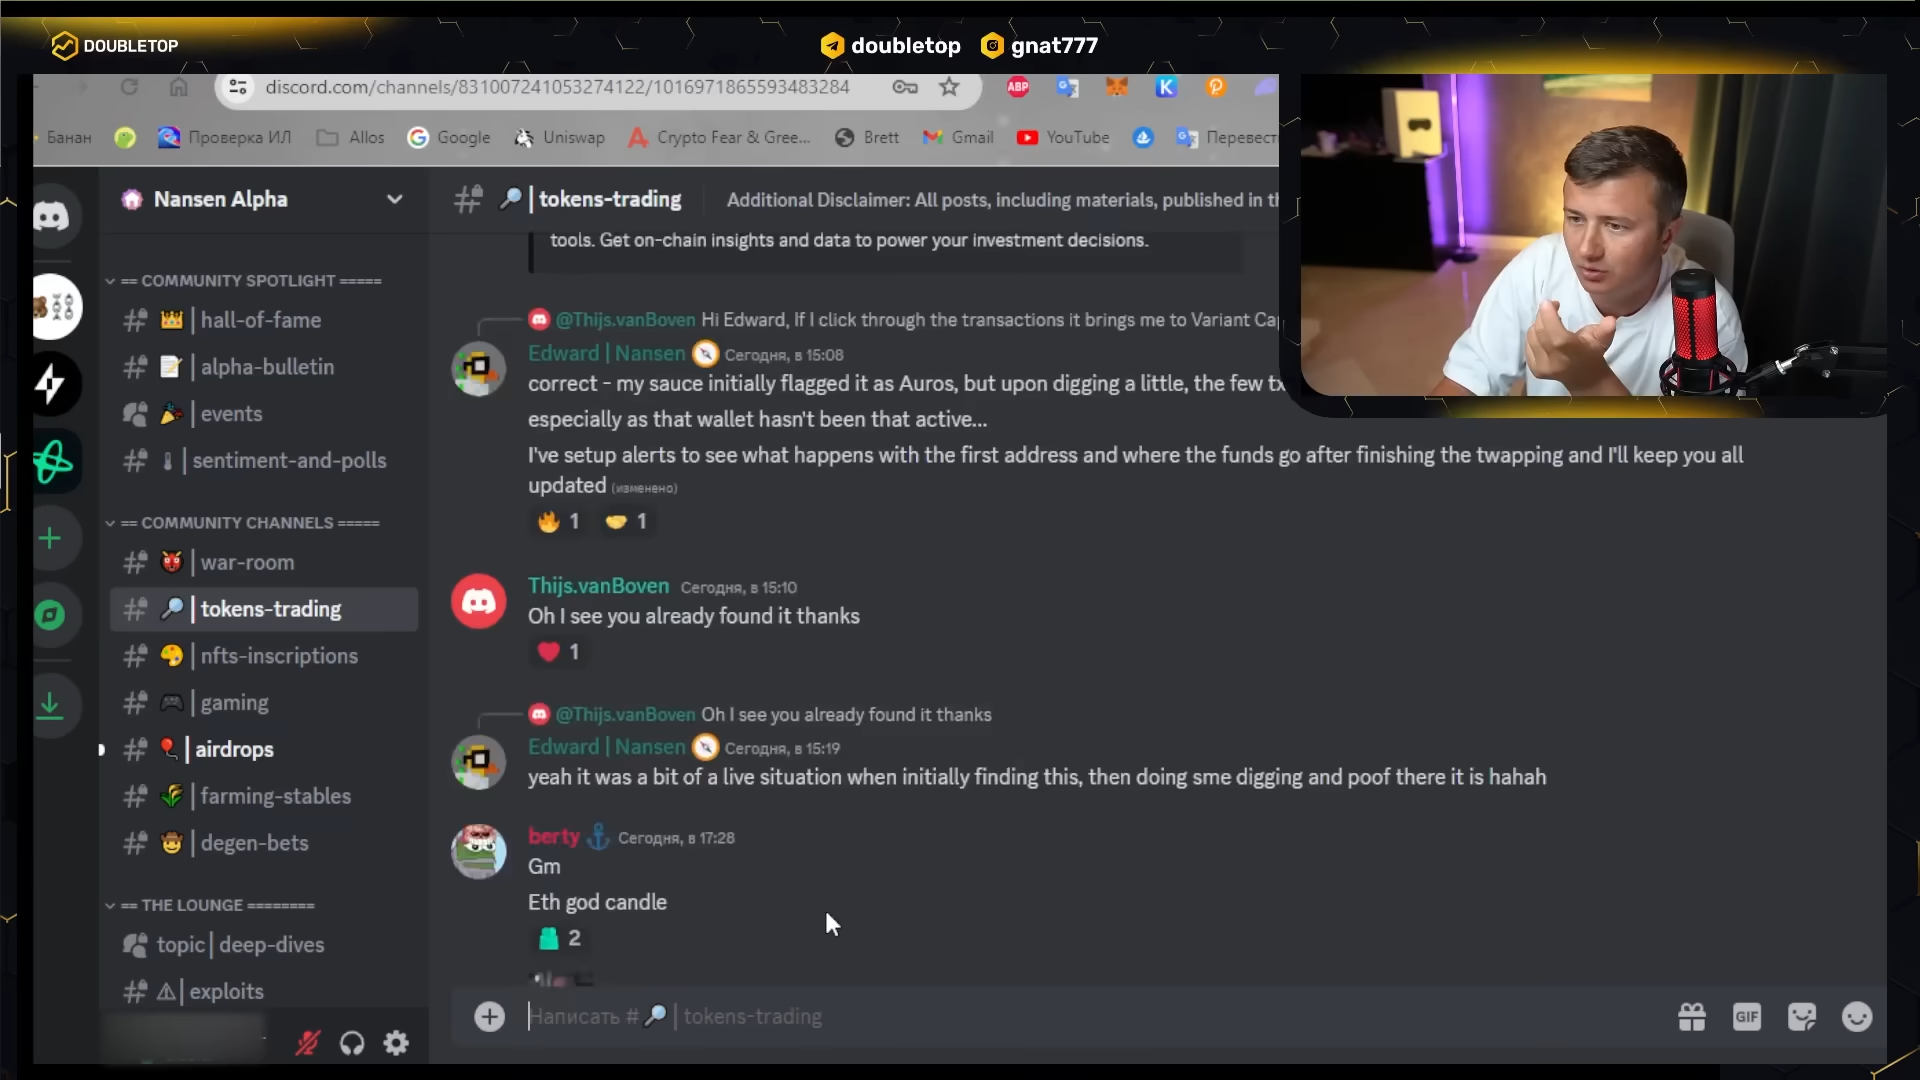 DOUBLETOP
doubletop
gnat777
discord.com/channels/831007241053274122/1016971865593483284
ABP
K
Банан
Проверка ИЛ
Allos
Google
Uniswap
Crypto Fear & Gree...
Brett
Gmail
YouTube
Nansen Alpha
== COMMUNITY SPOTLIGHT =====
hall-of-fame
alpha-bulletin
events
sentiment-and-polls
== COMMUNITY CHANNELS =====
war-room
tokens-trading
nfts-inscriptions
gaming
airdrops
farming-stables
degen-bets
== THE LOUNGE ========
topic | deep-dives
exploits
tokens-trading
Additional Disclaimer: All posts, including materials, published in
tools. Get on-chain insights and data to power your investment decisions.
@Thijs.vanBoven Hi Edward, If I click through the transactions it brings me to Variant
Edward | Nansen Сегодня, в 15:08
correct - my sauce initially flagged it as Auros, but upon digging a little, the few
especially as that wallet hasn't been that active...
I've setup alerts to see what happens with the first address and where the funds go after finishing the twapping and I'll keep you all
updated (изменено)
1 1
Thijs.vanBoven Сегодня, в 15:10
Oh I see you already found it thanks
1
@Thijs.vanBoven Oh I see you already found it thanks
Edward | Nansen Сегодня, в 15:19
yeah it was a bit of a live situation when initially finding this, then doing sme digging and poof there it is hahah
berty Сегодня, в 17:28
Gm
Eth god candle
2
Написать # | tokens-trading
GIF